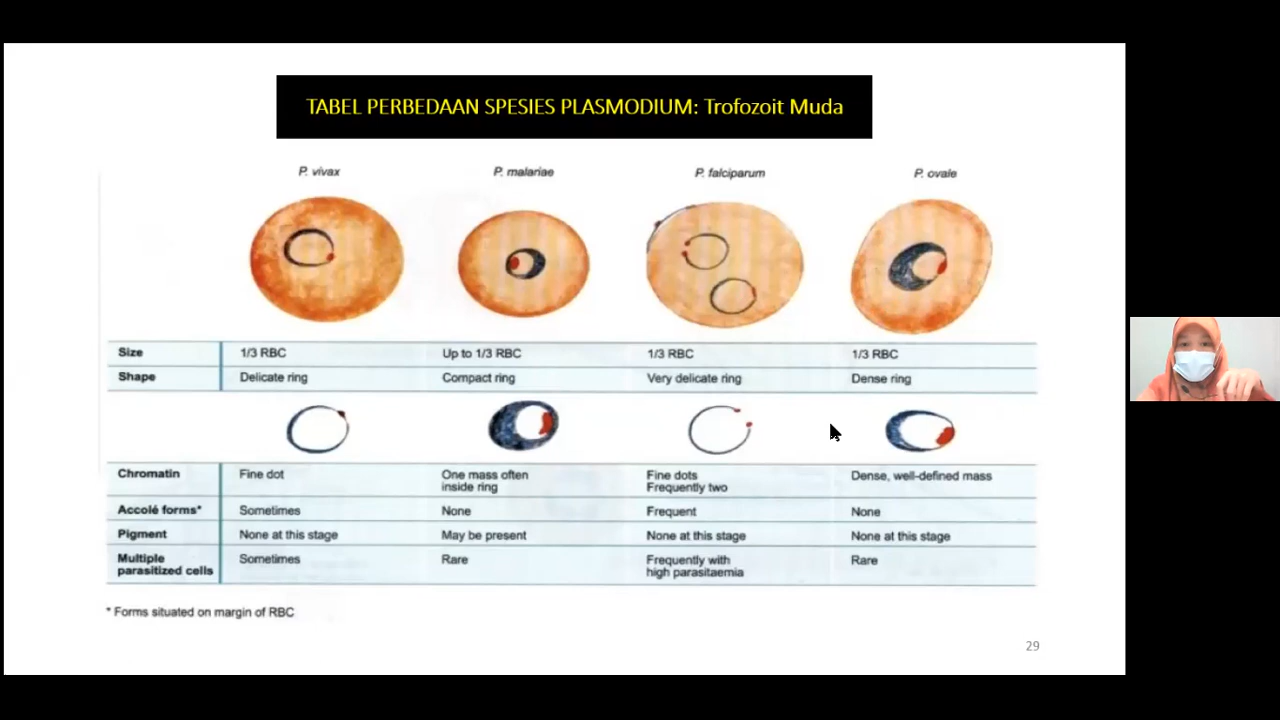 TABEL PERBEDAAN SPESIES PLASMODIUM: Trofozoit Muda
P. vivax P. malariae P. falciparum P. ovale
Size 1/3 RBC Up to 1/3 RBC 1/3 RBC 1/3 RBC
Shape Delicate ring Compact ring Very delicate ring Dense ring
Chromatin Fine dot One mass often Fine dots Dense, well-defined mass
inside ring Frequently two
Accolé forms* Sometimes None Frequent None
Pigment None at this stage May be present None at this stage None at this stage
Multiple Sometimes Rare Frequently with Rare
parasitized cells high parasitaemia
* Forms situated on margin of RBC
29